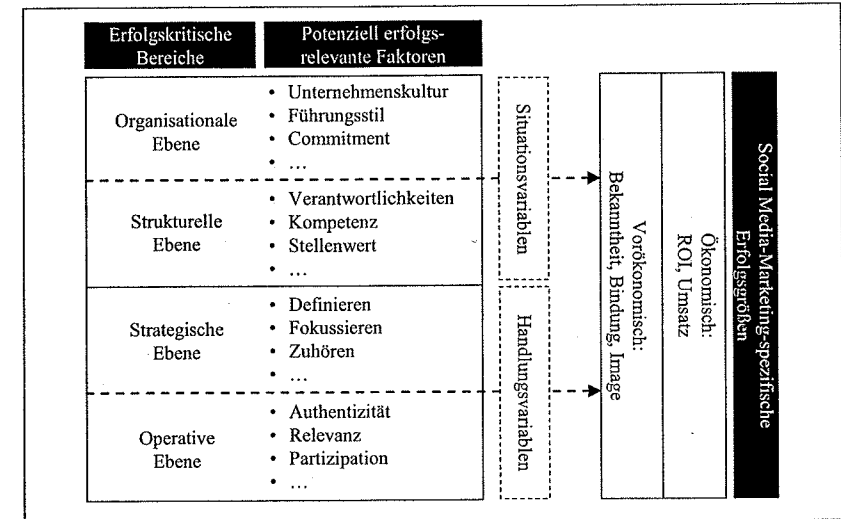 Erfolgskritische
Bereiche
Potenziell erfolgs-
relevante Faktoren
Organisationale
Ebene
• Unternehmenskultur
• Führungsstil
• Commitment
• …
Strukturelle
Ebene
• Verantwortlichkeiten
• Kompetenz
• Stellenwert
• …
Strategische
Ebene
• Definieren
• Fokussieren
• Zuhören
• …
Operative
Ebene
• Authentizität
• Relevanz
• Partizipation
• …
Situationsvariablen
Handlungsvariablen
Vorökonomisch:
Bekanntheit, Bindung, Image
Ökonomisch:
ROI, Umsatz
Social Media-Marketing-spezifische
Erfolgsgrößen